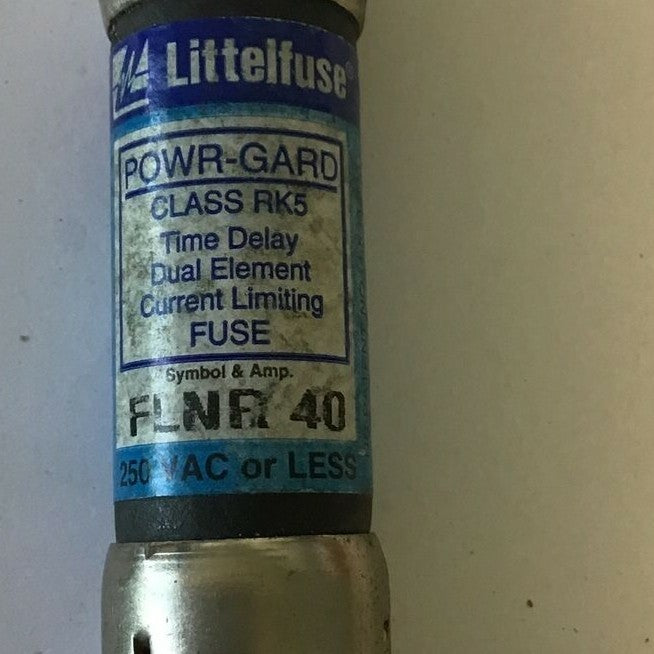 Littelfuse
POWR-GARD
CLASS RK5
Time Delay
Dual Element
Current Limiting
FUSE
Symbol & Amp.
FLNR 40
250 VAC or LESS